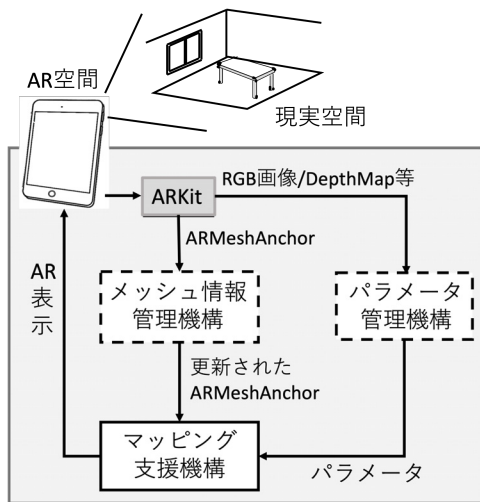 AR空間
現実空間
RGB画像/DepthMap等
ARKit
ARMeshAnchor
AR
表
示
メッシュ情報
管理機構
パラメータ
管理機構
更新された
ARMeshAnchor
マッピング
支援機構
パラメータ